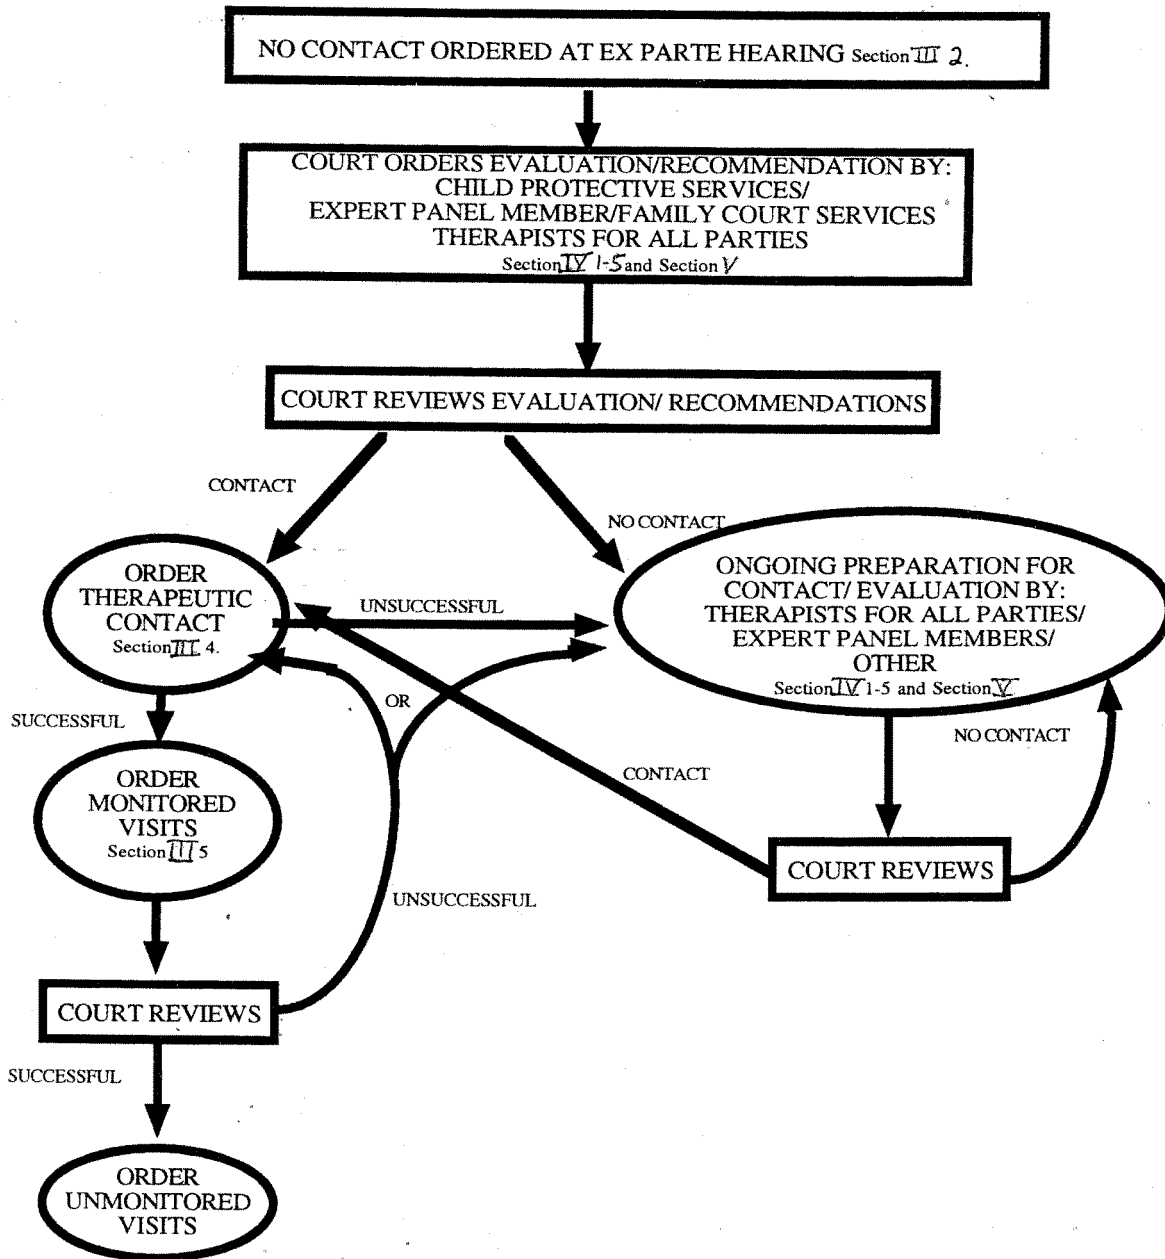 NO CONTACT ORDERED AT EX PARTE HEARING Section III 2.
COURT ORDERS EVALUATION/RECOMMENDATION BY:
CHILD PROTECTIVE SERVICES/
EXPERT PANEL MEMBER/FAMILY COURT SERVICES
THERAPISTS FOR ALL PARTIES
Section IV 1-5 and Section V
COURT REVIEWS EVALUATION/ RECOMMENDATIONS
CONTACT
NO CONTACT
ORDER
THERAPEUTIC
CONTACT
Section III 4.
UNSUCCESSFUL
ONGOING PREPARATION FOR
CONTACT/ EVALUATION BY:
THERAPISTS FOR ALL PARTIES/
EXPERT PANEL MEMBERS/
OTHER
Section IV 1-5 and Section V
OR
SUCCESSFUL
NO CONTACT
CONTACT
ORDER
MONITORED
VISITS
Section III 5
COURT REVIEWS
UNSUCCESSFUL
COURT REVIEWS
SUCCESSFUL
ORDER
UNMONITORED
VISITS